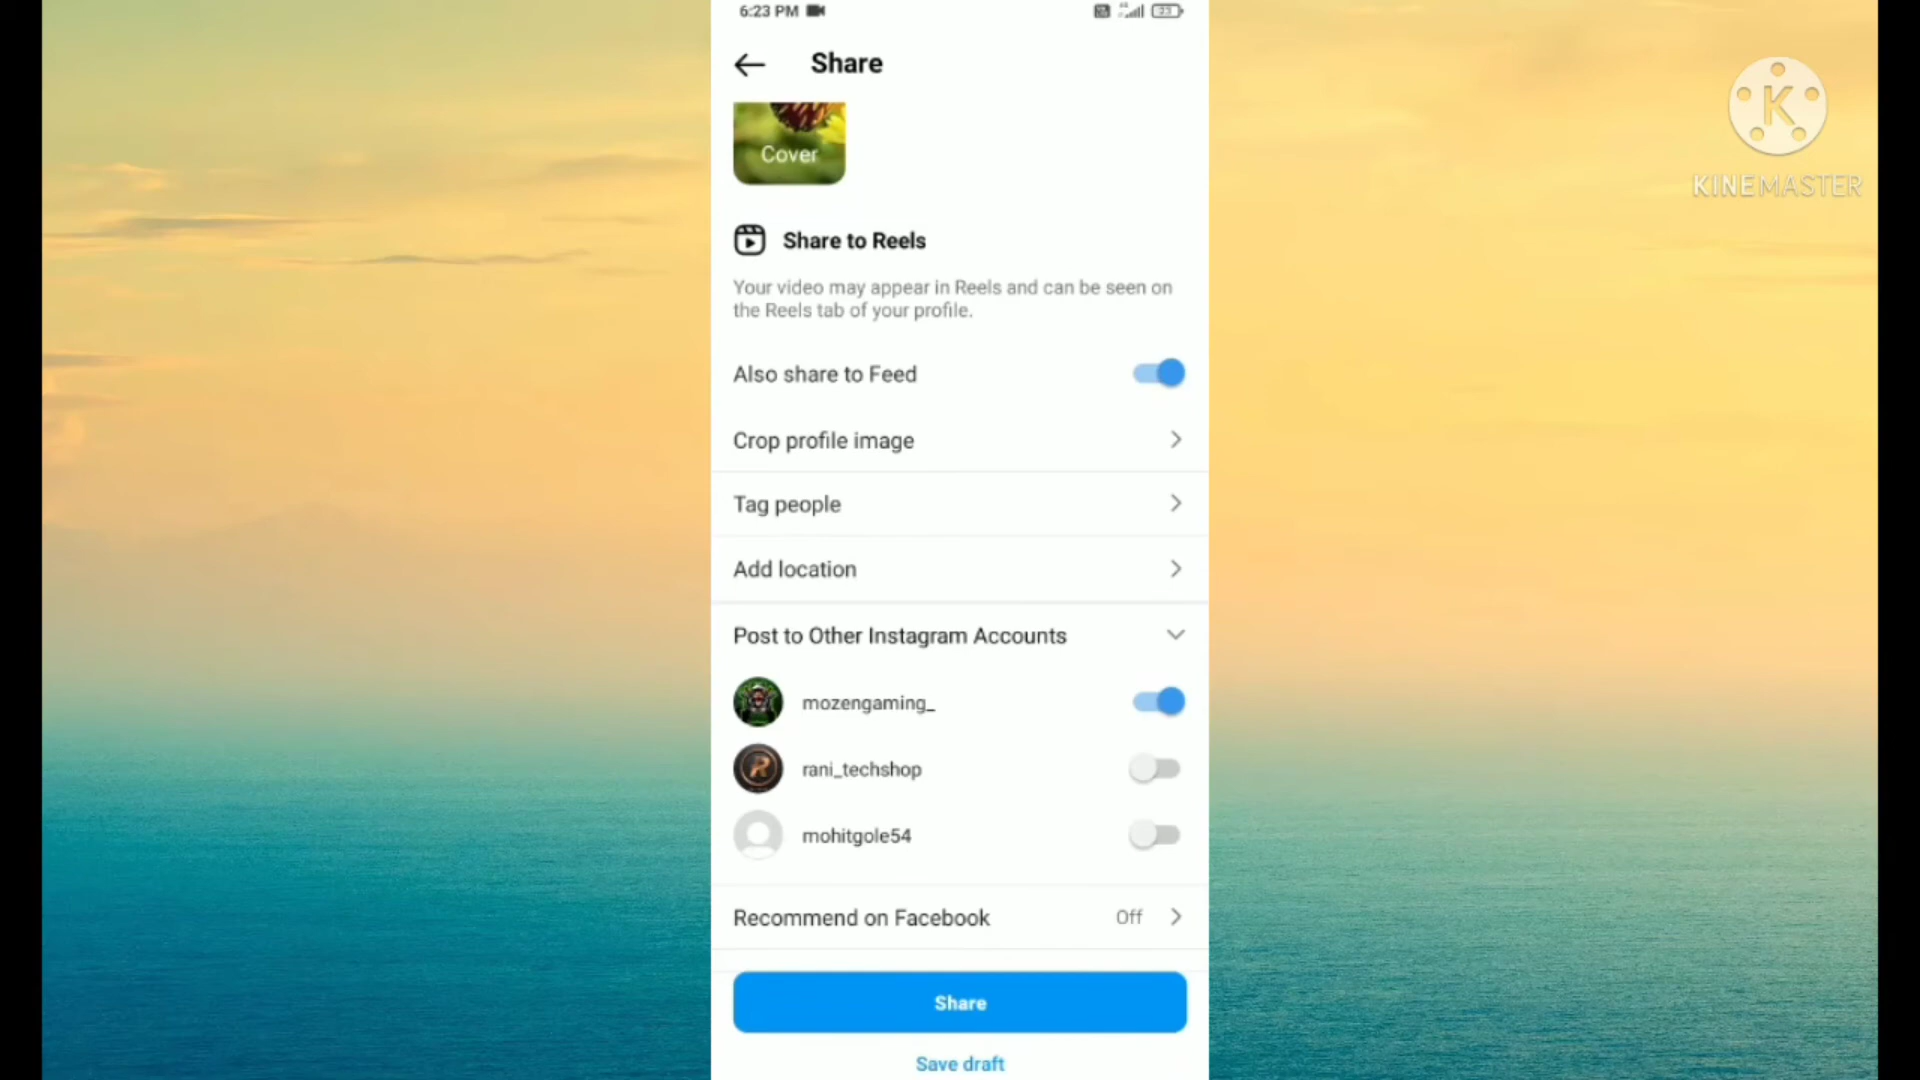 6:23 PM
Share
Cover
K
KINEMASTER
Share to Reels
Your video may appear in Reels and can be seen on
the Reels tab of your profile.
Also share to Feed
Crop profile image
Tag people
Add location
Post to Other Instagram Accounts
mozengaming_
R
rani_techshop
mohitgole54
Recommend on Facebook Off
Share
Save draft